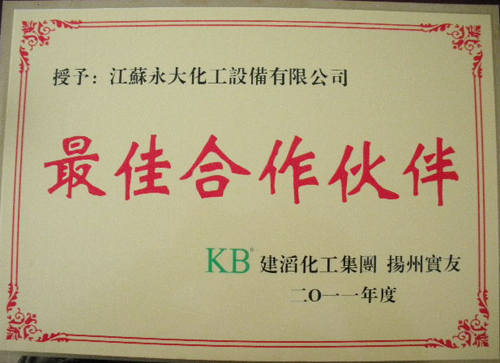 授予：江蘇永大化工設備有限公司
最佳合作伙伴
KB® 建滔化工集團 揚州實友
二O一一年度